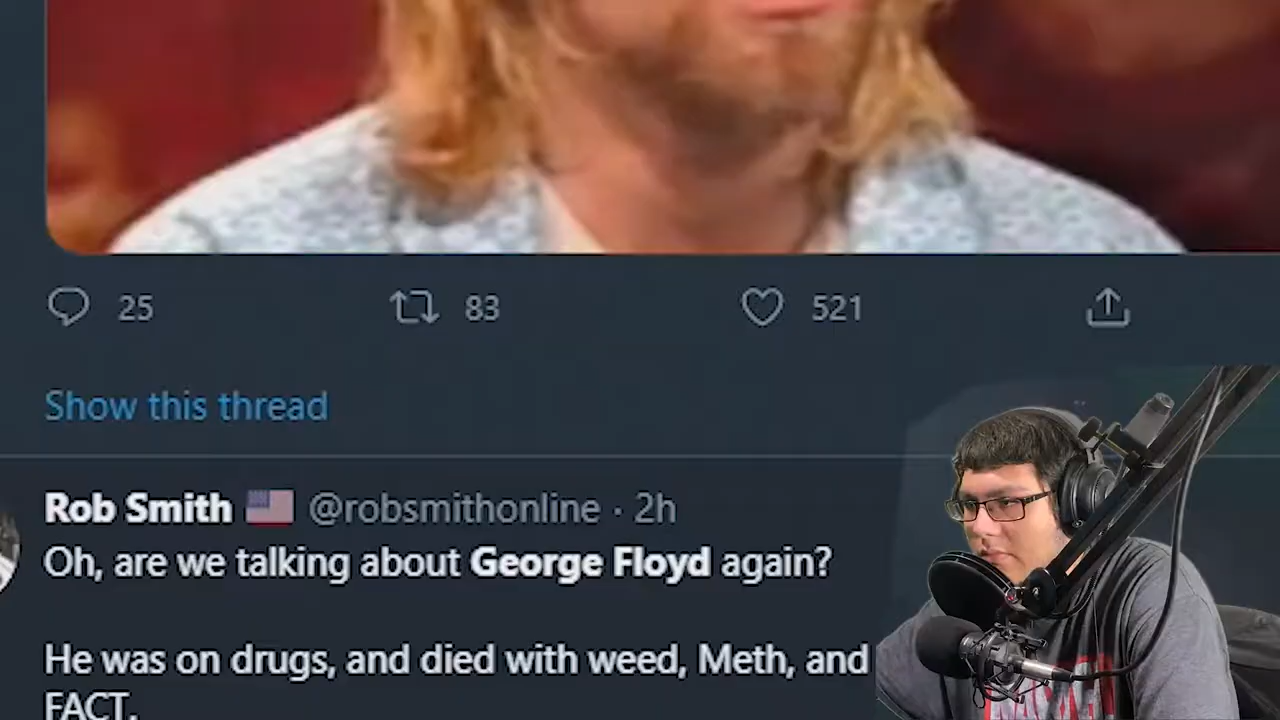 25 83 521
Show this thread
Rob Smith 🇺🇸 @robsmithonline · 2h
Oh, are we talking about George Floyd again?
He was on drugs, and died with weed, Meth, and
FACT.